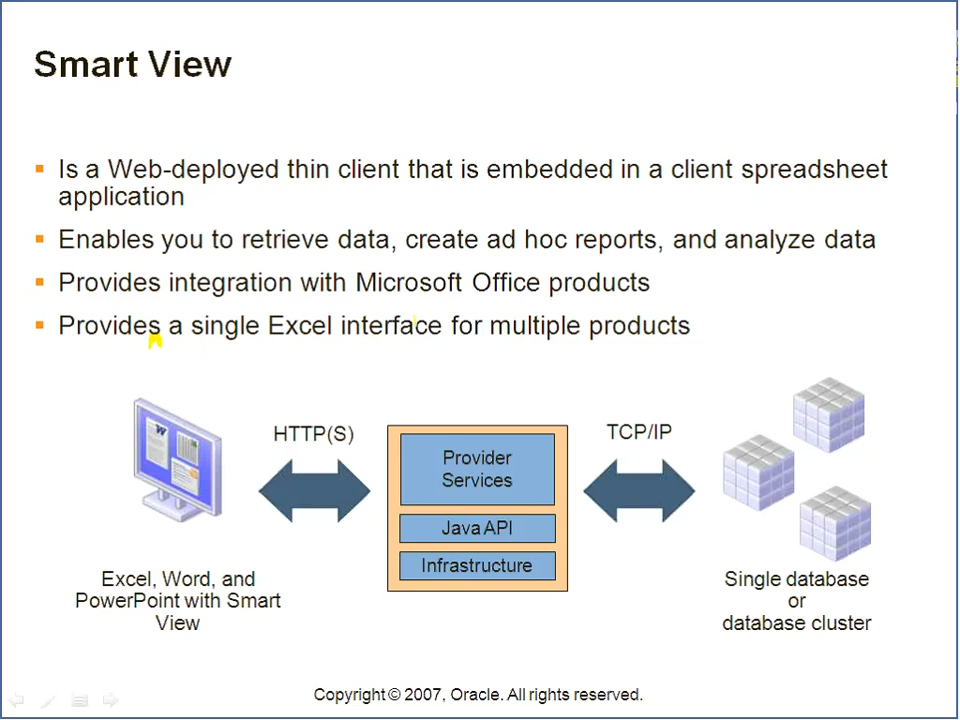 Smart View
Is a Web-deployed thin client that is embedded in a client spreadsheet
application
Enables you to retrieve data, create ad hoc reports, and analyze data
Provides integration with Microsoft Office products
Provides a single Excel interface for multiple products
HTTP(S)
TCP/IP
Provider
Services
Java API
Infrastructure
Excel, Word, and
PowerPoint with Smart
View
Single database
or
database cluster
Copyright © 2007, Oracle. All rights reserved.